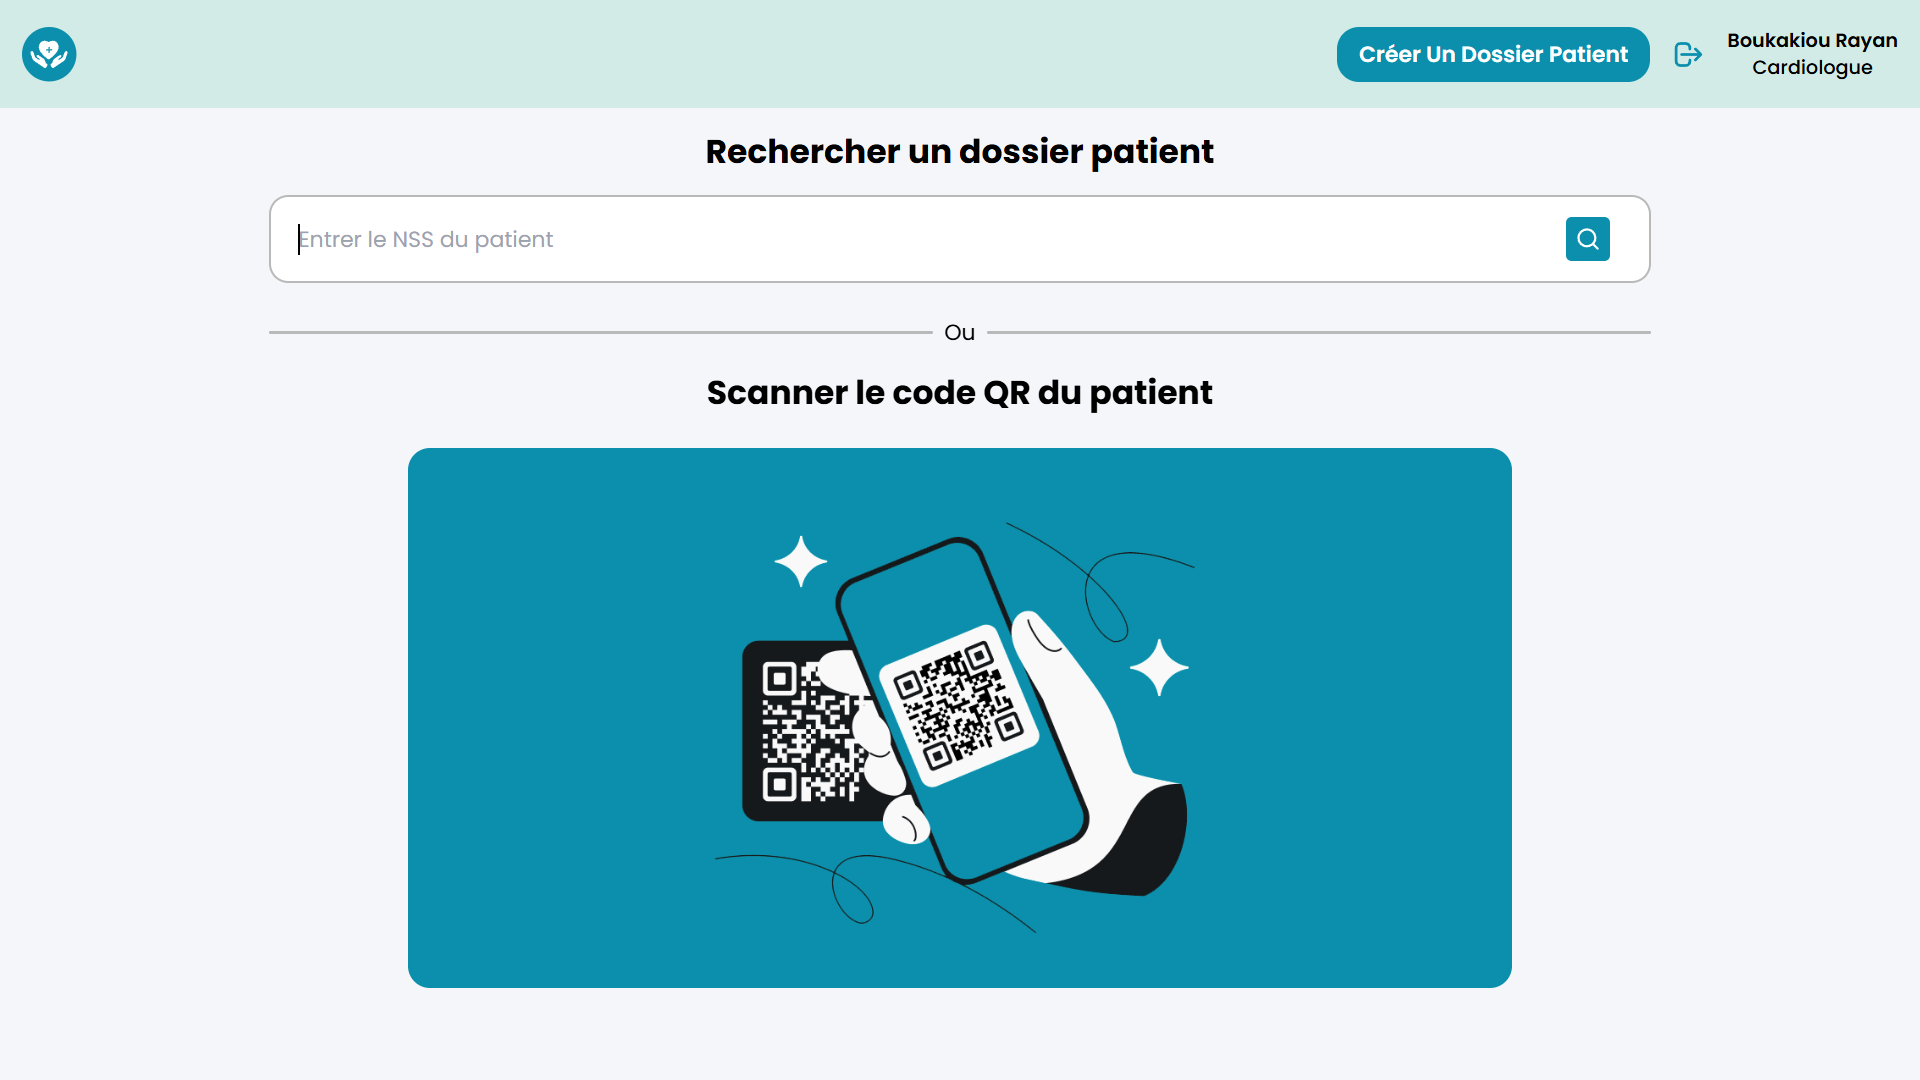 Créer Un Dossier Patient
Boukakiou Rayan
Cardiologue
Rechercher un dossier patient
Entrer le NSS du patient
Ou
Scanner le code QR du patient